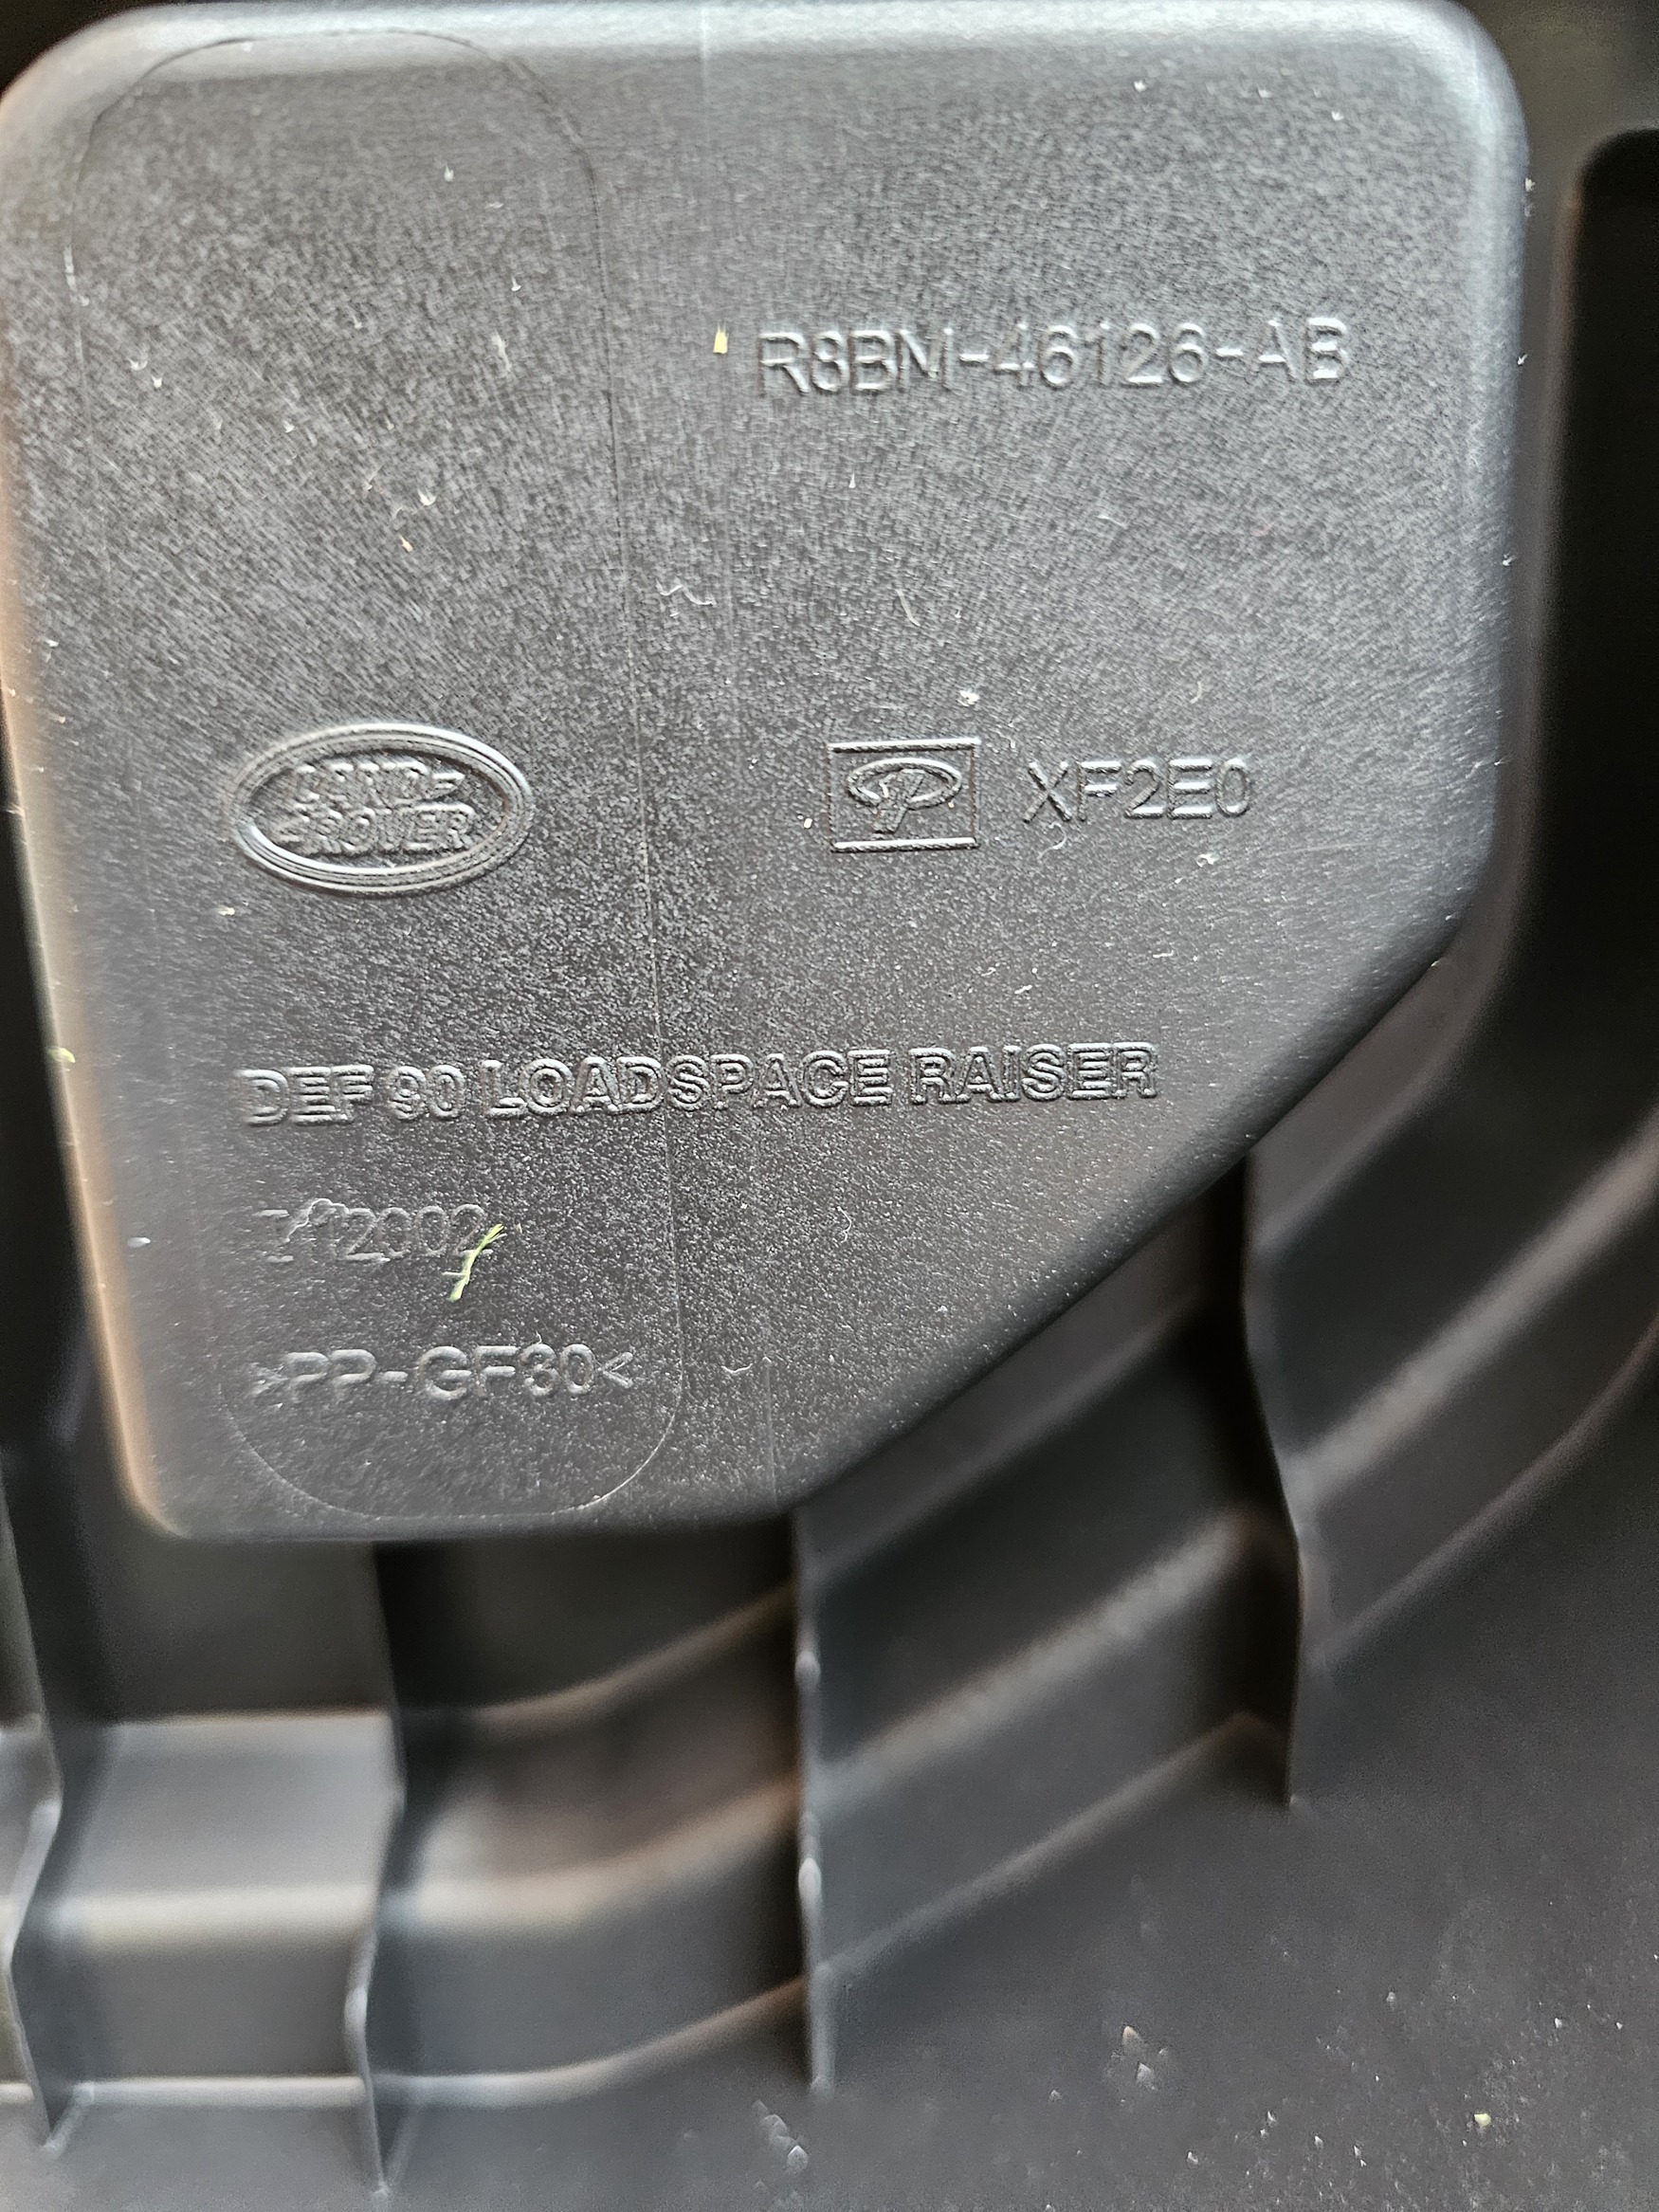 R8BM-46126-AB
LAND-
ROVER
XF2E0
DEF 90 LOADSPACE RAISER
>PP-GF30<